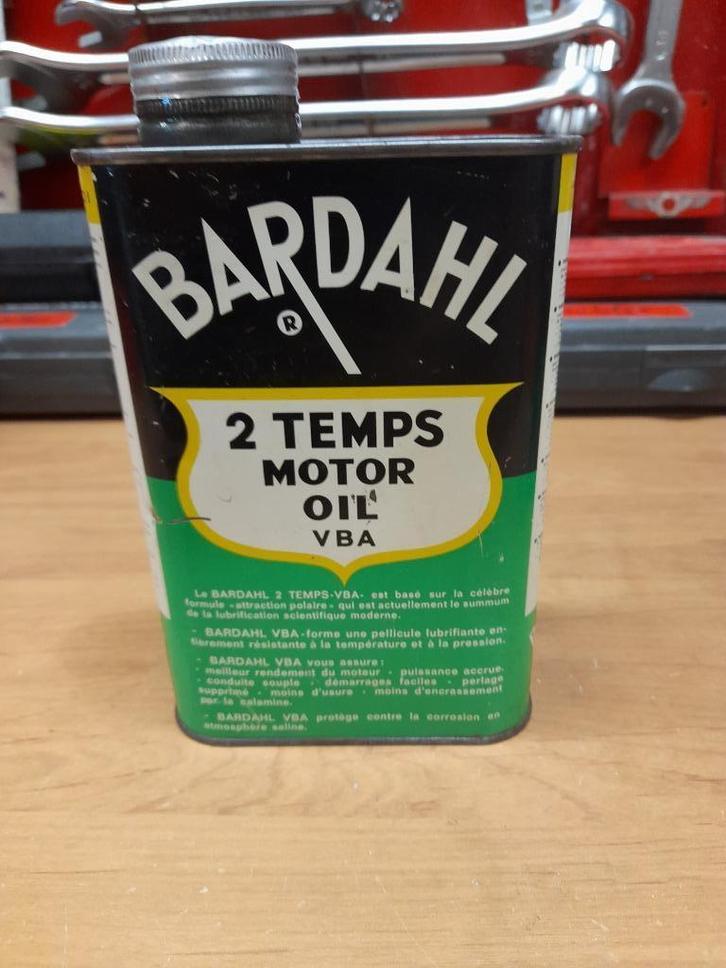 BARDAHL
®
2 TEMPS
MOTOR
OIL
VBA
Le BARDAHL 2 TEMPS-VBA- est basé sur la célèbre
formule - attraction polaire - qui est actuellement le summum
de la lubrification scientifique moderne.
- BARDAHL VBA-forme une pellicule lubrifiante en-
tièrement résistante à la température et à la pression.
- BARDAHL VBA vous assure :
- meilleur rendement du moteur - puissance accrue.
- conduite souple - démarrages faciles - perlage
supprimé - moins d'usure - moins d'encrassement
par la calamine.
- BARDAHL VBA protège contre la corrosion en
atmosphère saline.